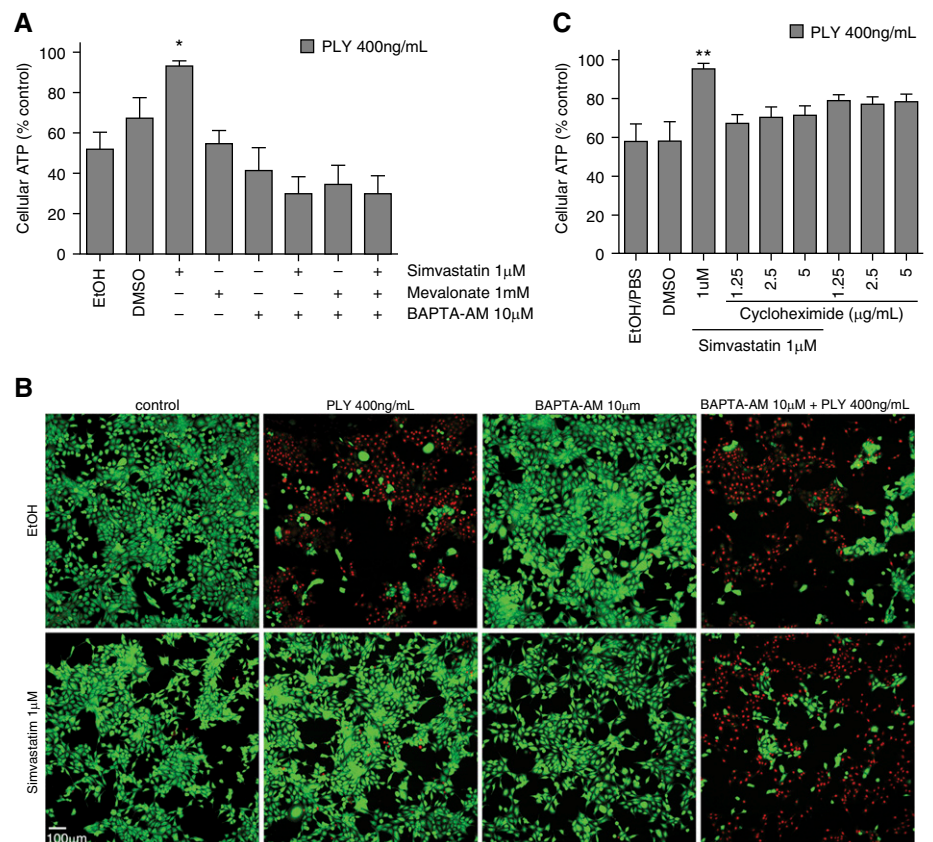 A
PLY 400ng/mL
*
Cellular ATP (% control)
100
80
60
40
20
0
EtOH
DMSO
+ – – + – + Simvastatin 1μM
– + – – + + Mevalonate 1mM
– – + + + + BAPTA-AM 10μM
C
PLY 400ng/mL
**
Cellular ATP (% control)
100
80
60
40
20
0
EtOH/PBS
DMSO
1uM
1.25
2.5
5
1.25
2.5
5
Cycloheximide (μg/mL)
Simvastatin 1μM
B
control
PLY 400ng/mL
BAPTA-AM 10μm
BAPTA-AM 10μM + PLY 400ng/mL
EtOH
Simvastatim 1μM
100μm